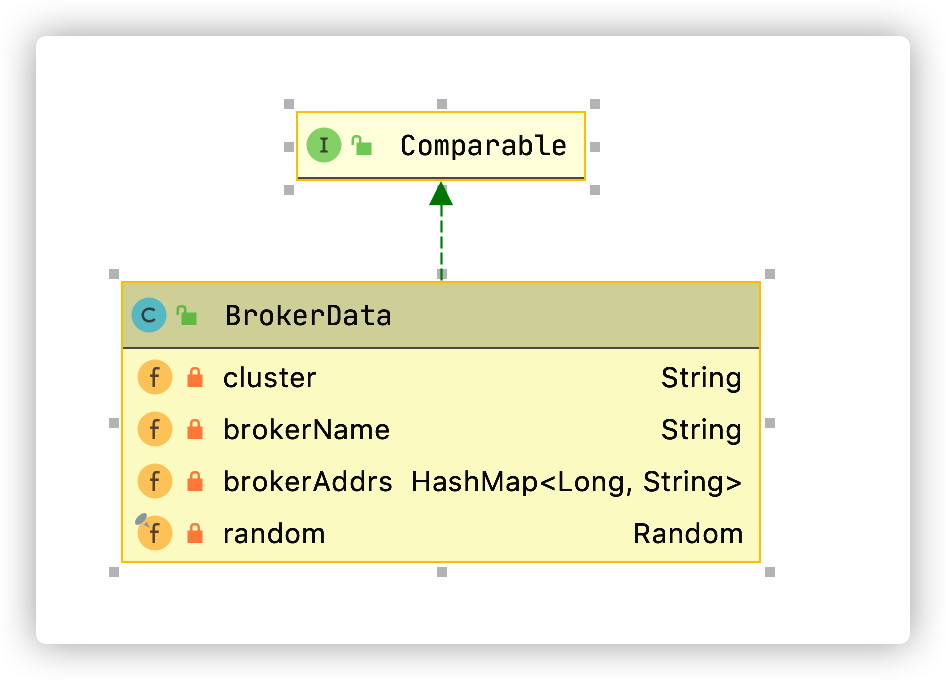 I Comparable
C BrokerData
f cluster String
f brokerName String
f brokerAddrs HashMap<Long, String>
f random Random